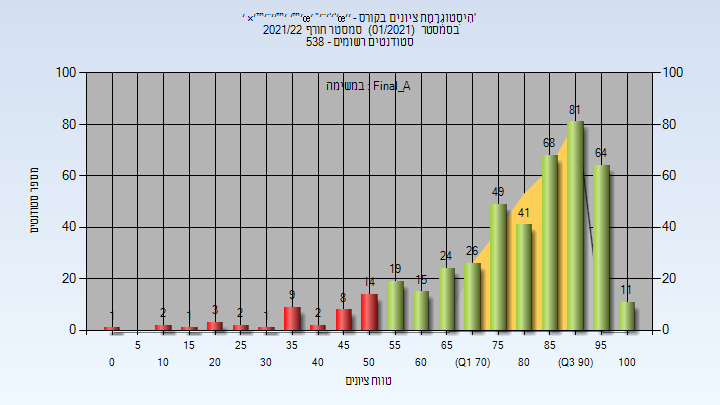 היסטוגרמת ציונים בקורס -
בסמסטר (01/2021) סמסטר חורף 2021/22
סטודנטים רשומים - 538
במשימה : Final_A
מספר סטודנטים
100 100
80 80
60 60
40 40
20 20
0 0
1 2 1 3 2 1 9 2 8 14 19 15 24 26 49 41 68 81 64 11
5 15 25 35 45 55 65 75 85 95
0 10 20 30 40 50 60 (Q1 70) 80 (Q3 90) 100
טווח ציונים